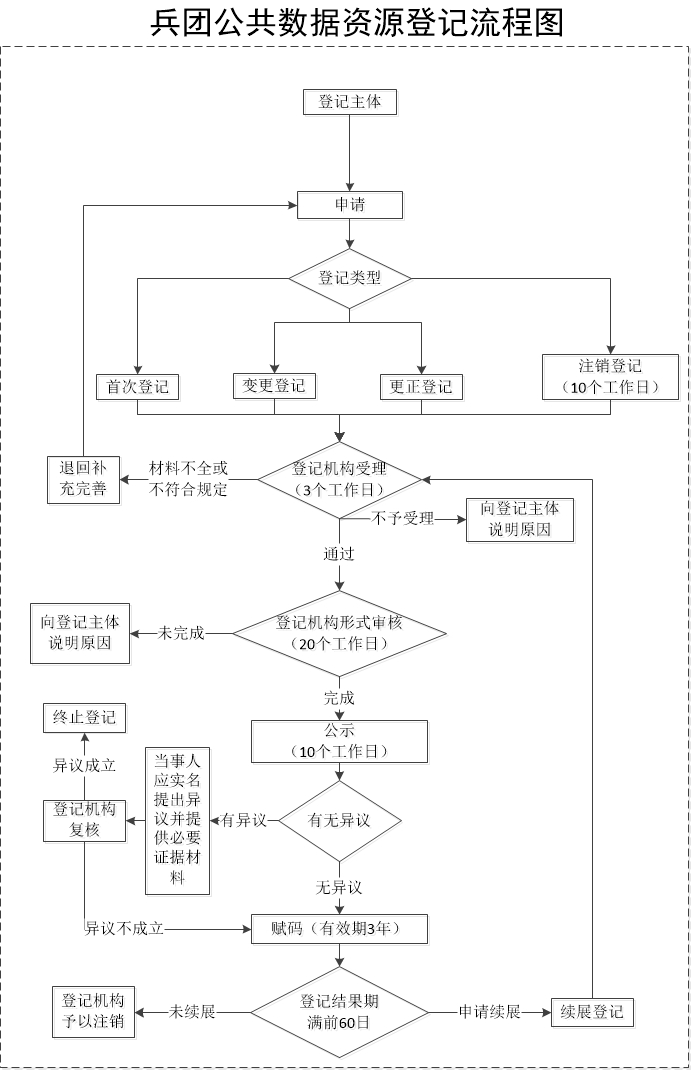 兵团公共数据资源登记流程图
登记主体
申请
登记类型
首次登记
变更登记
更正登记
注销登记
（10个工作日）
退回补
充完善
材料不全或
不符合规定
登记机构受理
（3个工作日）
不予受理
向登记主体
说明原因
通过
向登记主体
说明原因
未完成
登记机构形式审核
（20个工作日）
完成
终止登记
公示
（10个工作日）
异议成立
当事人
应实名
提出异
议并提
供必要
证据材
料
登记机构
复核
有异议
有无异议
无异议
异议不成立
赋码（有效期3年）
登记机构
予以注销
未续展
登记结果期
满前60日
申请续展
续展登记